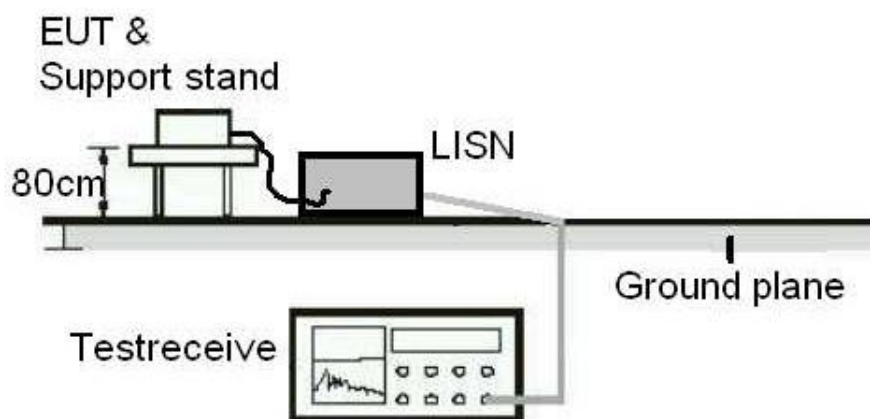 EUT &
Support stand
LISN
80cm
Ground plane
Testreceive